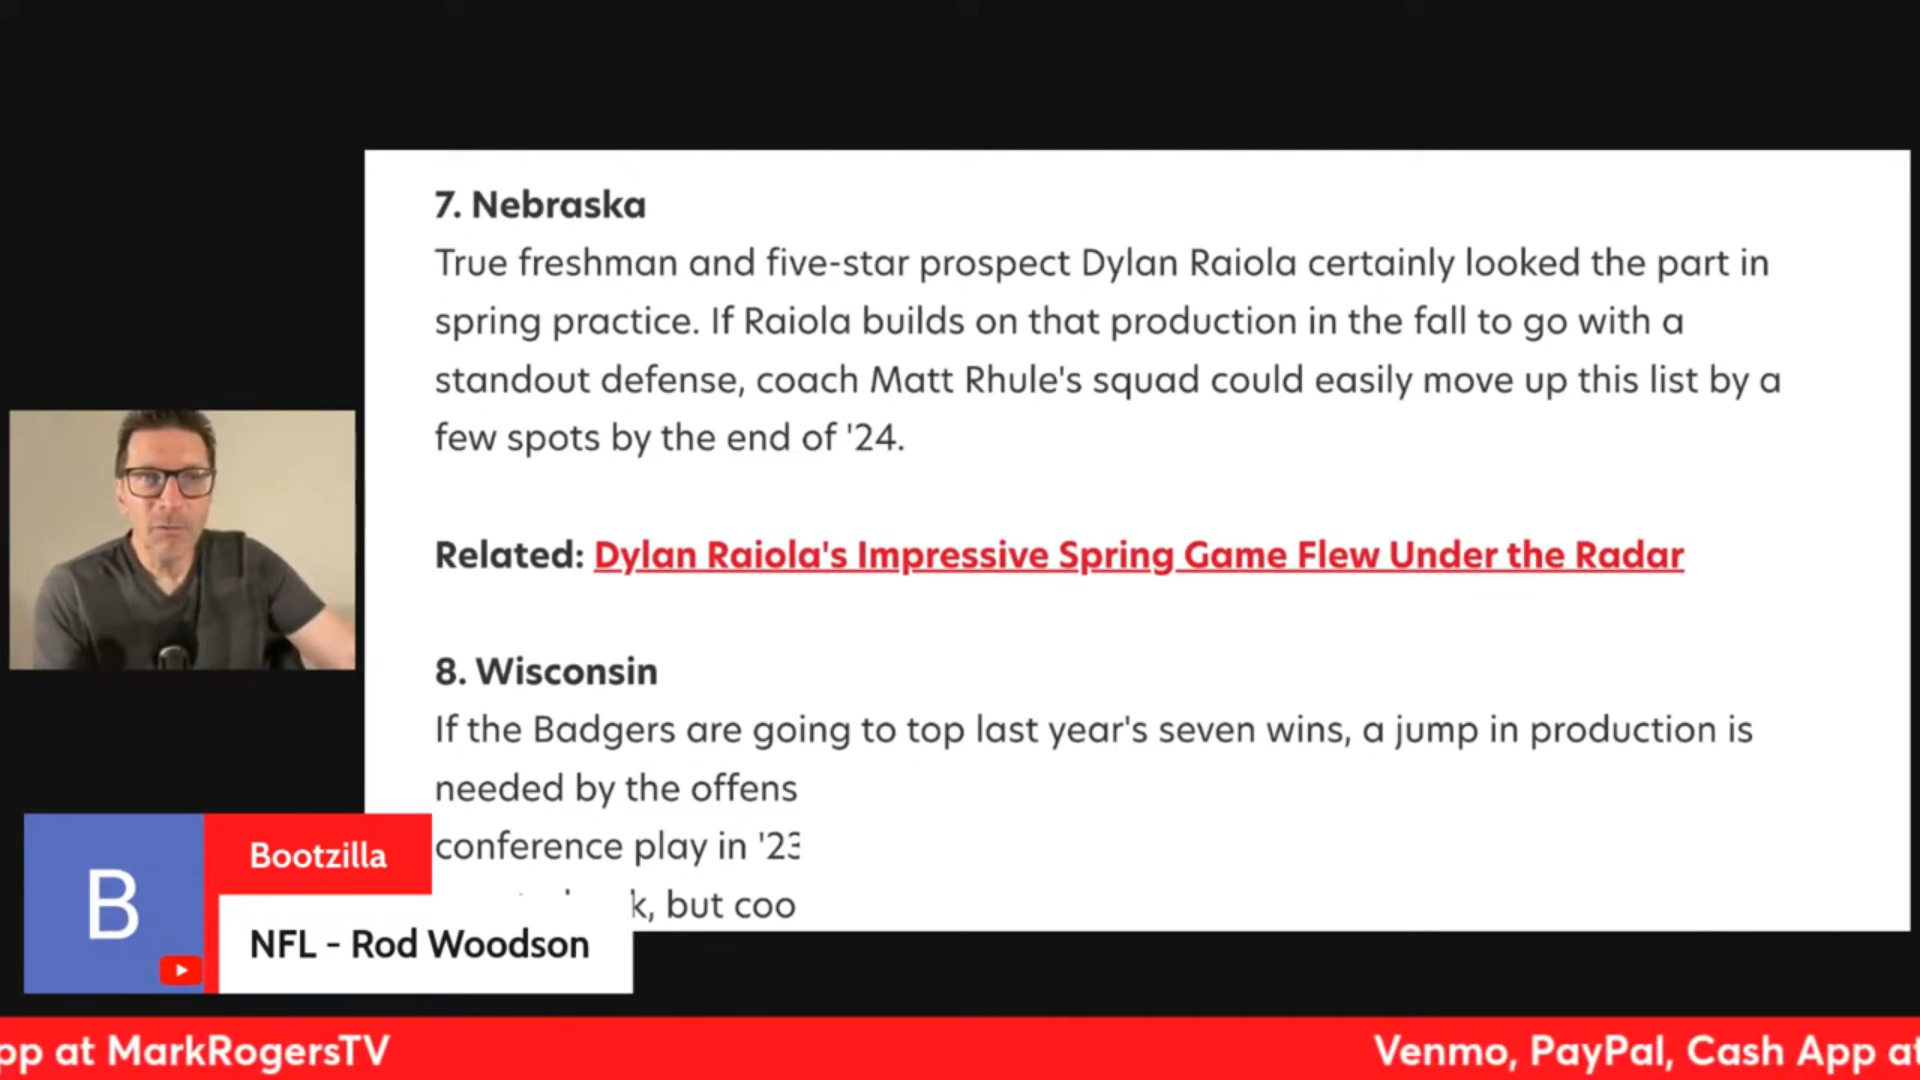 7. Nebraska
True freshman and five-star prospect Dylan Raiola certainly looked the part in
spring practice. If Raiola builds on that production in the fall to go with a
standout defense, coach Matt Rhule's squad could easily move up this list by a
few spots by the end of '24.
Related: Dylan Raiola's Impressive Spring Game Flew Under the Radar
8. Wisconsin
If the Badgers are going to top last year's seven wins, a jump in production is
needed by the offens
conference play in '23
k, but coo
B
Bootzilla
NFL - Rod Woodson
pp at MarkRogersTV
Venmo, PayPal, Cash App at